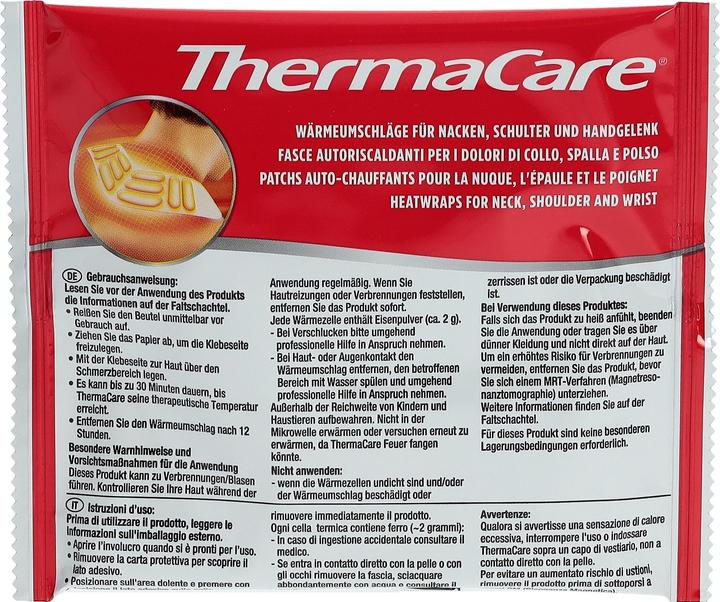 ThermaCare®
WÄRMEUMSCHLÄGE FÜR NACKEN, SCHULTER UND HANDGELENK
FASCE AUTORISCALDANTI PER I DOLORI DI COLLO, SPALLA E POLSO
PATCHS AUTO-CHAUFFANTS POUR LA NUQUE, L'ÉPAULE ET LE POIGNET
HEATWRAPS FOR NECK, SHOULDER AND WRIST
DE Gebrauchsanweisung:
Lesen Sie vor der Anwendung des Produkts
die Informationen auf der Faltschachtel.
• Reißen Sie den Beutel unmittelbar vor
Gebrauch auf.
• Ziehen Sie das Papier ab, um die Klebeseite
freizulegen.
• Mit der Klebeseite zur Haut über den
Schmerzbereich legen.
• Es kann bis zu 30 Minuten dauern, bis
ThermaCare seine therapeutische Temperatur
erreicht.
• Entfernen Sie den Wärmeumschlag nach 12
Stunden.
Besondere Warnhinweise und
Vorsichtsmaßnahmen für die Anwendung
Dieses Produkt kann zu Verbrennungen/Blasen
führen. Kontrollieren Sie Ihre Haut während der
Anwendung regelmäßig. Wenn Sie
Hautreizungen oder Verbrennungen feststellen,
entfernen Sie das Produkt sofort.
Jede Wärmezelle enthält Eisenpulver (ca. 2 g).
- Bei Verschlucken bitte umgehend
professionelle Hilfe in Anspruch nehmen.
- Bei Haut- oder Augenkontakt den
Wärmeumschlag entfernen, den betroffenen
Bereich mit Wasser spülen und umgehend
professionelle Hilfe in Anspruch nehmen.
Außerhalb der Reichweite von Kindern und
Haustieren aufbewahren. Nicht in der
Mikrowelle erwärmen oder versuchen erneut zu
erwärmen, da ThermaCare Feuer fangen
könnte.
Nicht anwenden:
- wenn die Wärmezellen undicht sind und/oder
der Wärmeumschlag beschädigt oder
zerrissen ist oder die Verpackung beschädigt
ist.
Bei Verwendung dieses Produktes:
Falls sich das Produkt zu heiß anfühlt, beenden
Sie die Anwendung oder tragen Sie es über
dünner Kleidung und nicht direkt auf der Haut.
Um ein erhöhtes Risiko für Verbrennungen zu
vermeiden, entfernen Sie das Produkt, bevor
Sie sich einem MRT-Verfahren (Magnetreso-
nanztomographie) unterziehen.
Weitere Informationen finden Sie auf der
Faltschachtel.
Für dieses Produkt sind keine besonderen
Lagerungsbedingungen erforderlich.
IT Istruzioni d'uso:
Prima di utilizzare il prodotto, leggere le
informazioni sull'imballaggio esterno.
• Aprire l'involucro quando si è pronti per l'uso.
• Rimuovere la carta protettiva per scoprire il
lato adesivo.
• Posizionare sull'area dolente e premere con
rimuovere immediatamente il prodotto.
Ogni cella termica contiene ferro (~2 grammi):
- In caso di ingestione accidentale consultare il
medico.
- Se entra in contatto diretto con la pelle o con
gli occhi rimuovere la fascia, sciacquare
abbondantemente con acqua e consultare il
Avvertenze:
Qualora si avvertisse una sensazione di calore
eccessiva, interrompere l'uso o indossare
ThermaCare sopra un capo di vestiario, non a
contatto diretto con la pelle.
Per evitare un aumentato rischio di ustioni,
rimuovere il prodotto prima di sottoporsi a